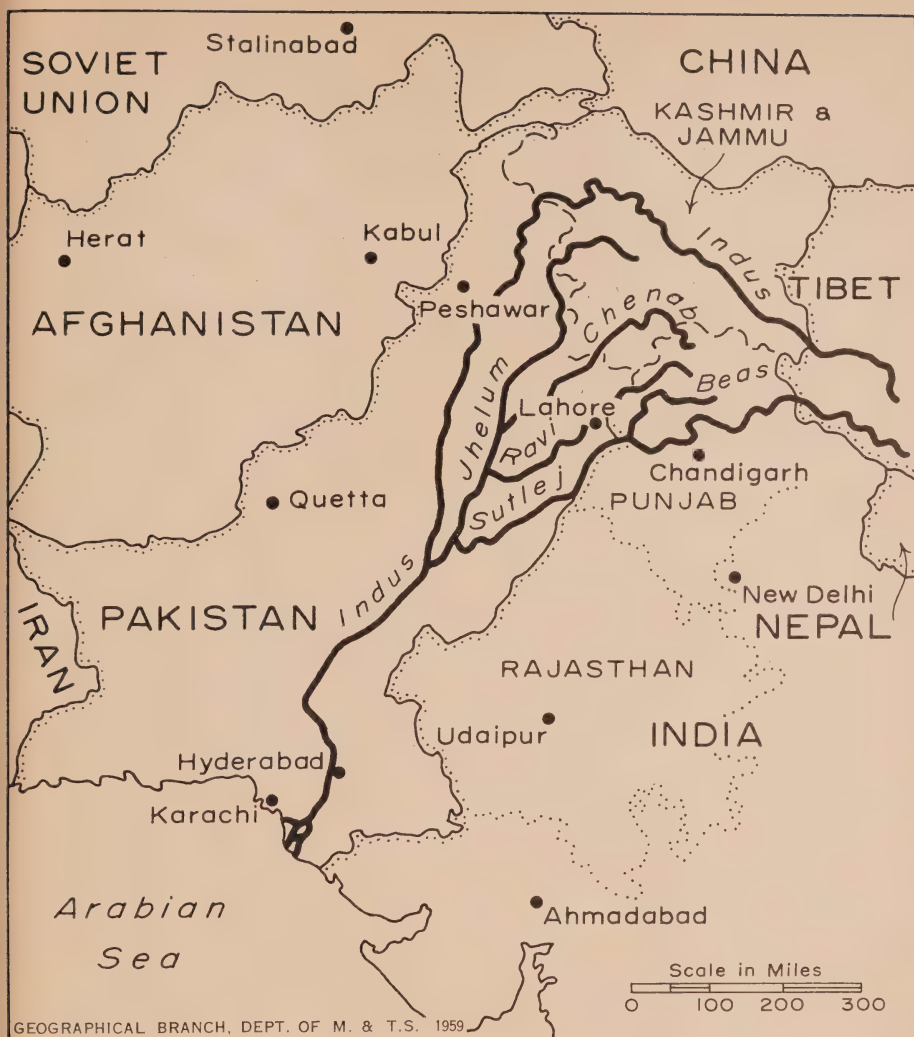 Stalinabad
SOVIET
UNION
CHINA
KASHMIR &
JAMMU
Herat
Kabul
Indus
TIBET
Peshawar
AFGHANISTAN
Chenab
Jhelum
Beas
Lahore
Ravi
Chandigarh
Quetta
Sutlej
PUNJAB
New Delhi
IRAN
PAKISTAN
Indus
NEPAL
RAJASTHAN
Udaipur
INDIA
Hyderabad
Karachi
Arabian
Sea
Ahmadabad
Scale in Miles
0 100 200 300
GEOGRAPHICAL BRANCH, DEPT. OF M. & T.S. 1959